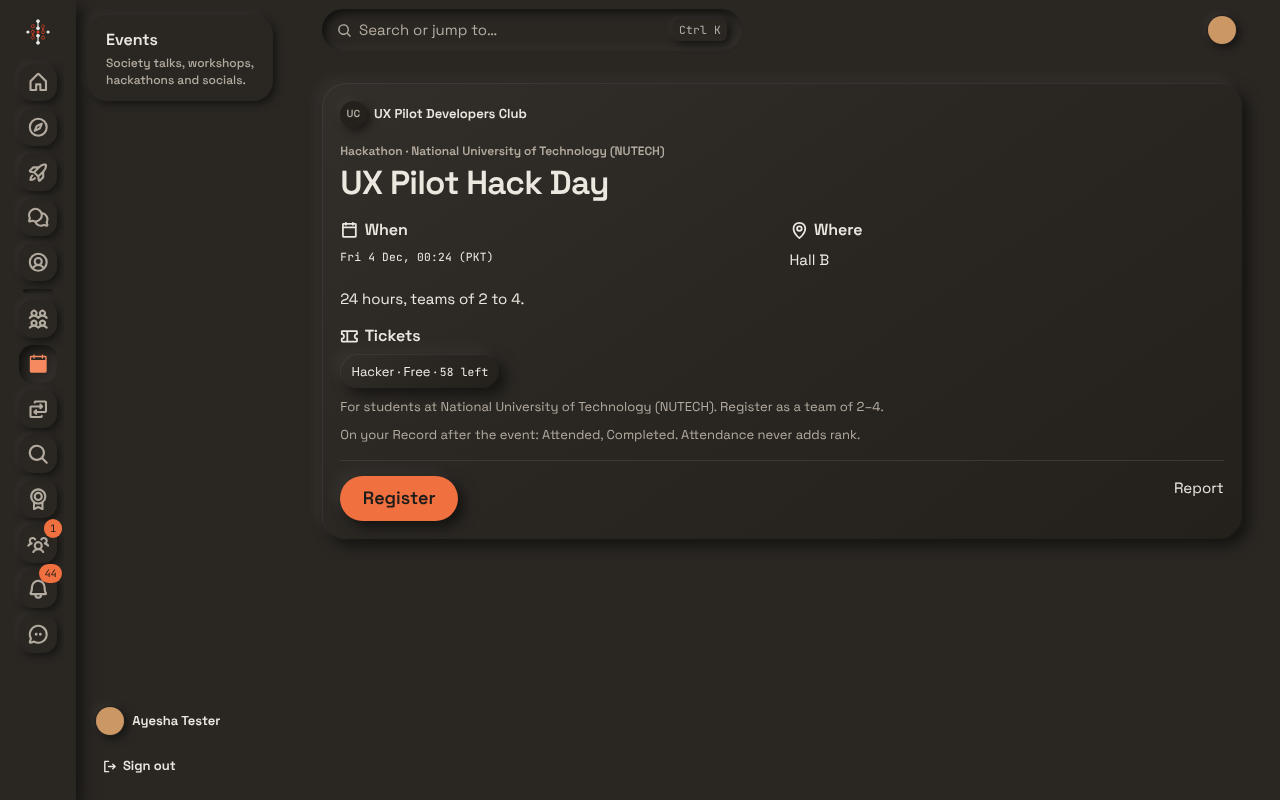 Events
Society talks, workshops,
hackathons and socials.
Search or jump to...
Ctrl K
UC
UX Pilot Developers Club
Hackathon · National University of Technology (NUTECH)
UX Pilot Hack Day
When
Where
Fri 4 Dec, 00:24 (PKT)
Hall B
24 hours, teams of 2 to 4.
Tickets
Hacker · Free · 58 left
For students at National University of Technology (NUTECH). Register as a team of 2–4.
On your Record after the event: Attended, Completed. Attendance never adds rank.
Register
Report
1
44
Ayesha Tester
Sign out